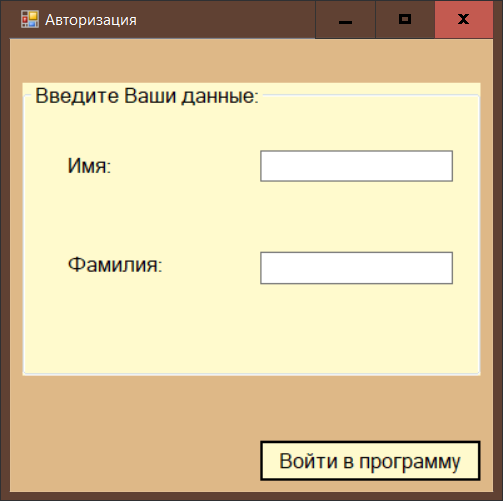 Авторизация
Введите Ваши данные:
Имя:
Фамилия:
Войти в программу